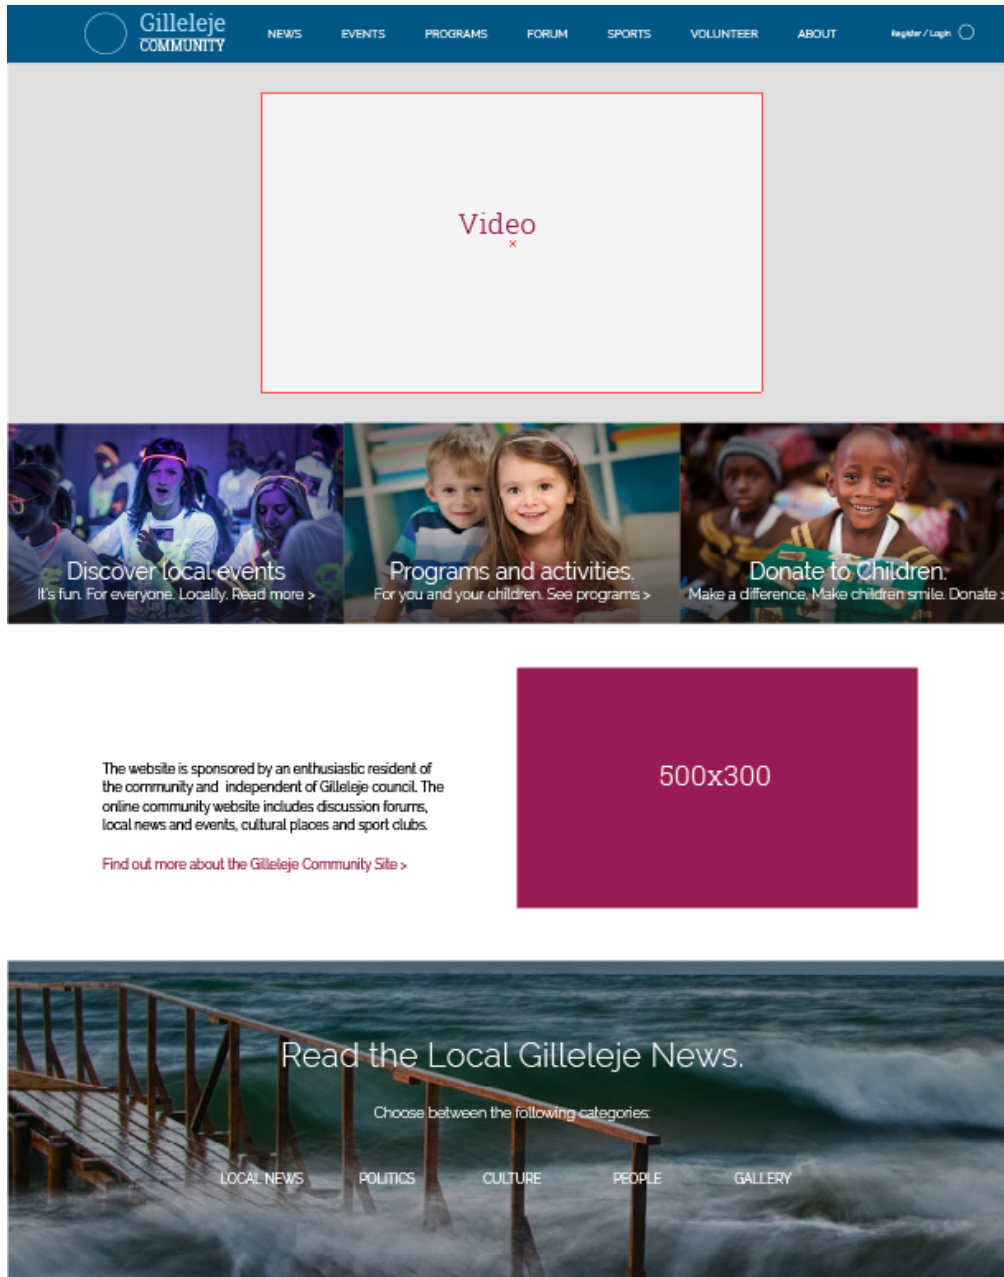 Gilleleje
COMMUNITY
NEWS EVENTS PROGRAMS FORUM SPORTS VOLUNTEER ABOUT Register / Login
Video
Discover local events
It's fun. For everyone. Locally. Read more >
Programs and activities.
For you and your children. See programs >
Donate to Children.
Make a difference. Make children smile. Donate >
The website is sponsored by an enthusiastic resident of
the community and independent of Gilleleje council. The
online community website includes discussion forums,
local news and events, cultural places and sport clubs.
Find out more about the Gilleleje Community Site >
500x300
Read the Local Gilleleje News.
Choose between the following categories:
LOCAL NEWS POLITICS CULTURE PEOPLE GALLERY